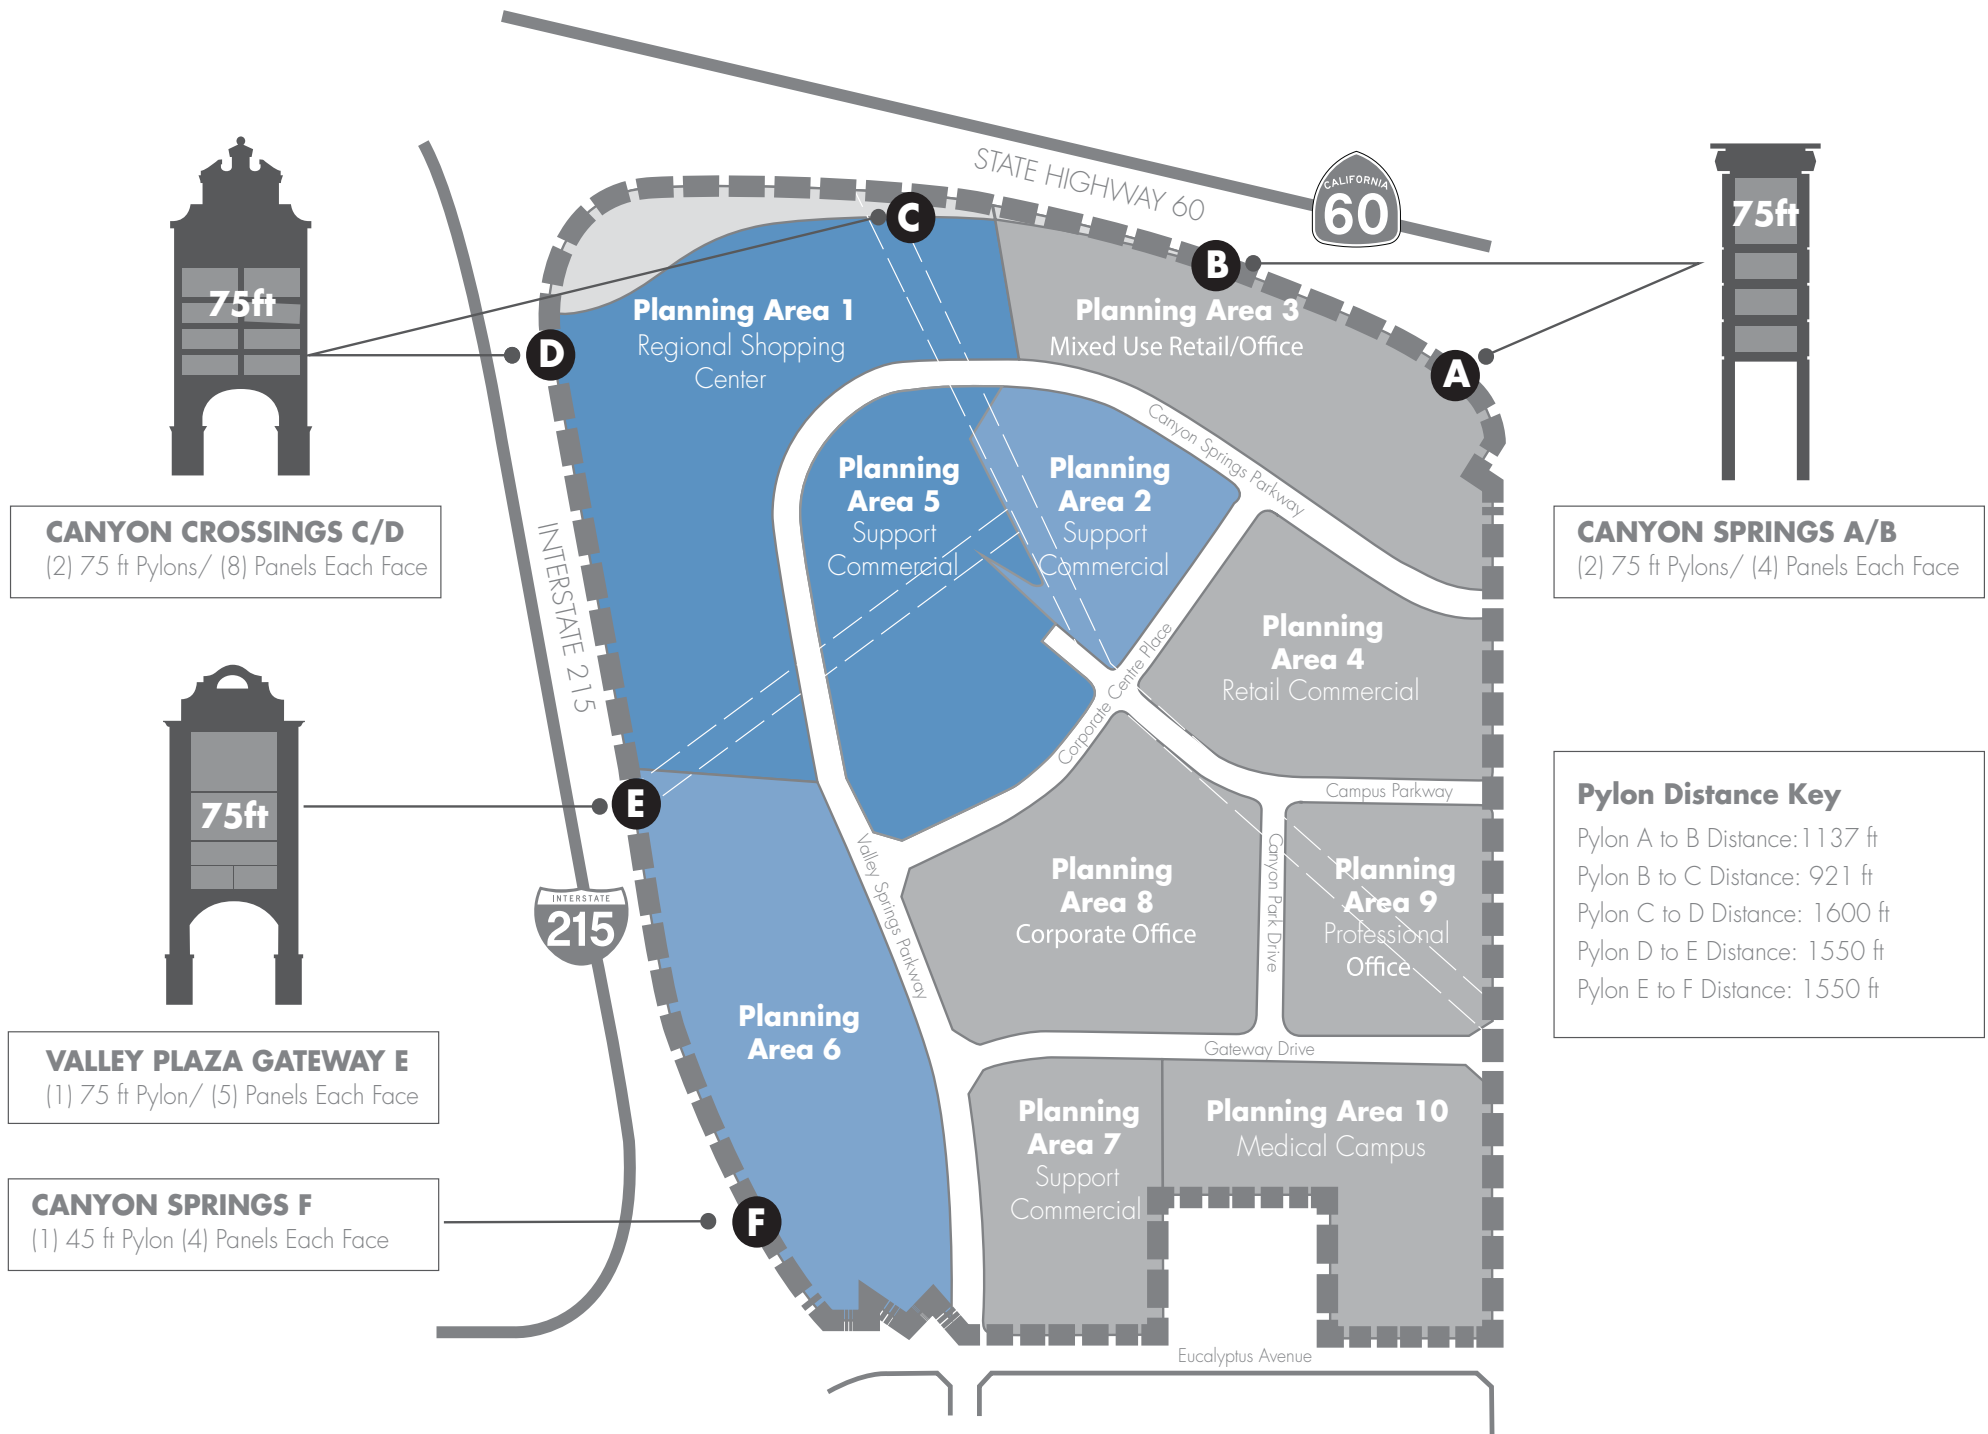 STATE HIGHWAY 60
CALIFORNIA
60
75ft
CANYON CROSSINGS C/D
(2) 75 ft Pylons/ (8) Panels Each Face
75ft
CANYON SPRINGS A/B
(2) 75 ft Pylons/ (4) Panels Each Face
C
B
D
A
E
F
Planning Area 1
Regional Shopping
Center
Planning Area 3
Mixed Use Retail/Office
Planning
Area 5
Support
Commercial
Planning
Area 2
Support
Commercial
Canyon Springs Parkway
INTERSTATE 215
Planning
Area 4
Retail Commercial
Corporate Centre Place
Campus Parkway
75ft
VALLEY PLAZA GATEWAY E
(1) 75 ft Pylon/ (5) Panels Each Face
INTERSTATE
215
Valley Springs Parkway
Planning
Area 8
Corporate Office
Canyon Park Drive
Planning
Area 9
Professional
Office
Pylon Distance Key
Pylon A to B Distance:1137 ft
Pylon B to C Distance: 921 ft
Pylon C to D Distance: 1600 ft
Pylon D to E Distance: 1550 ft
Pylon E to F Distance: 1550 ft
Planning
Area 6
Gateway Drive
Planning
Area 7
Support
Commercial
Planning Area 10
Medical Campus
CANYON SPRINGS F
(1) 45 ft Pylon (4) Panels Each Face
Eucalyptus Avenue